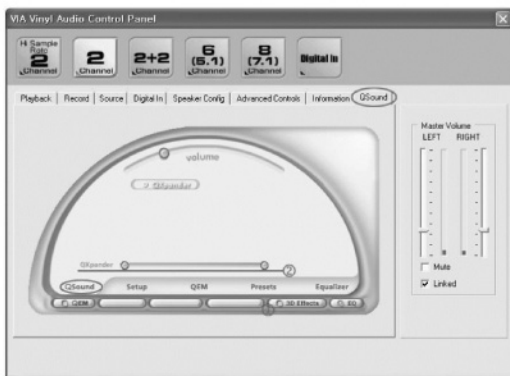 VIA Vinyl Audio Control Panel
Hi Sample Rate
2
Channel
2
Channel
2+2
Channel
6
(5.1)
Channel
8
(7.1)
Channel
Digital In
Playback Record Source Digital In Speaker Config Advanced Controls Information QSound
Master Volume
LEFT RIGHT
volume
QXpander
QXpander
2
Mute
Linked
QSound Setup QEM Presets Equalizer
QEM 3D Effects EQ
1